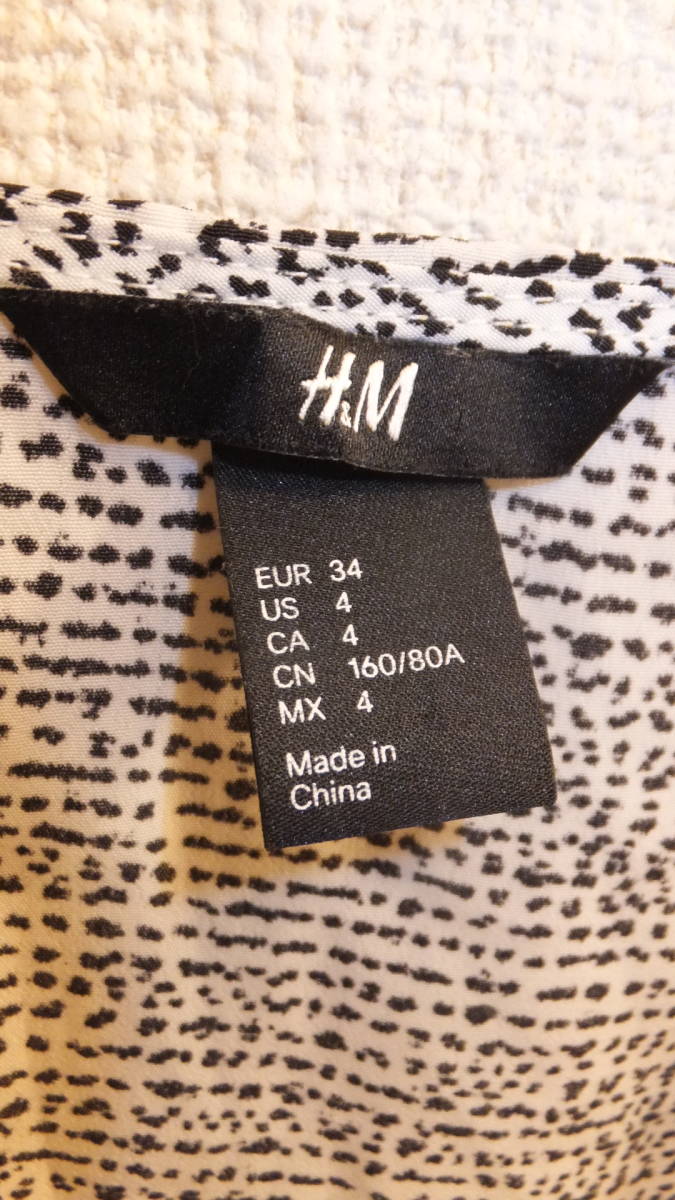 H&M
EUR 34
US 4
CA 4
CN 160/80A
MX 4
Made in
China